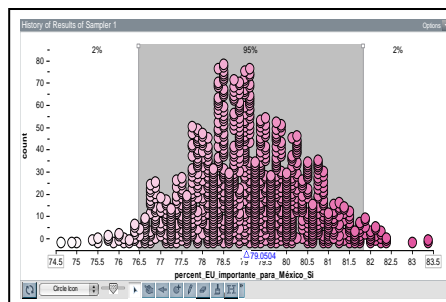 History of Results of Sampler 1
Options
2% 95% 2%
80
70
60
50
40
30
20
10
0
count
74.5 75 75.5 76 76.5 77 77.5 78 78.5 79 79.5 80 80.5 81 81.5 82 82.5 83 83.5
79.0504
percent_EU_importante_para_México_Si
Circle Icon